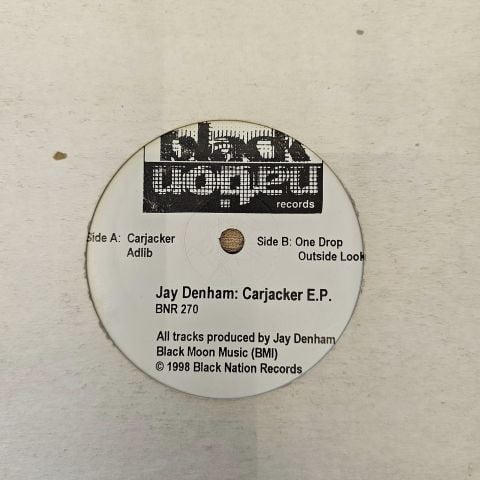 black
nation
records
Side A: Carjacker
Adlib
Side B: One Drop
Outside Look
Jay Denham: Carjacker E.P.
BNR 270
All tracks produced by Jay Denham
Black Moon Music (BMI)
© 1998 Black Nation Records